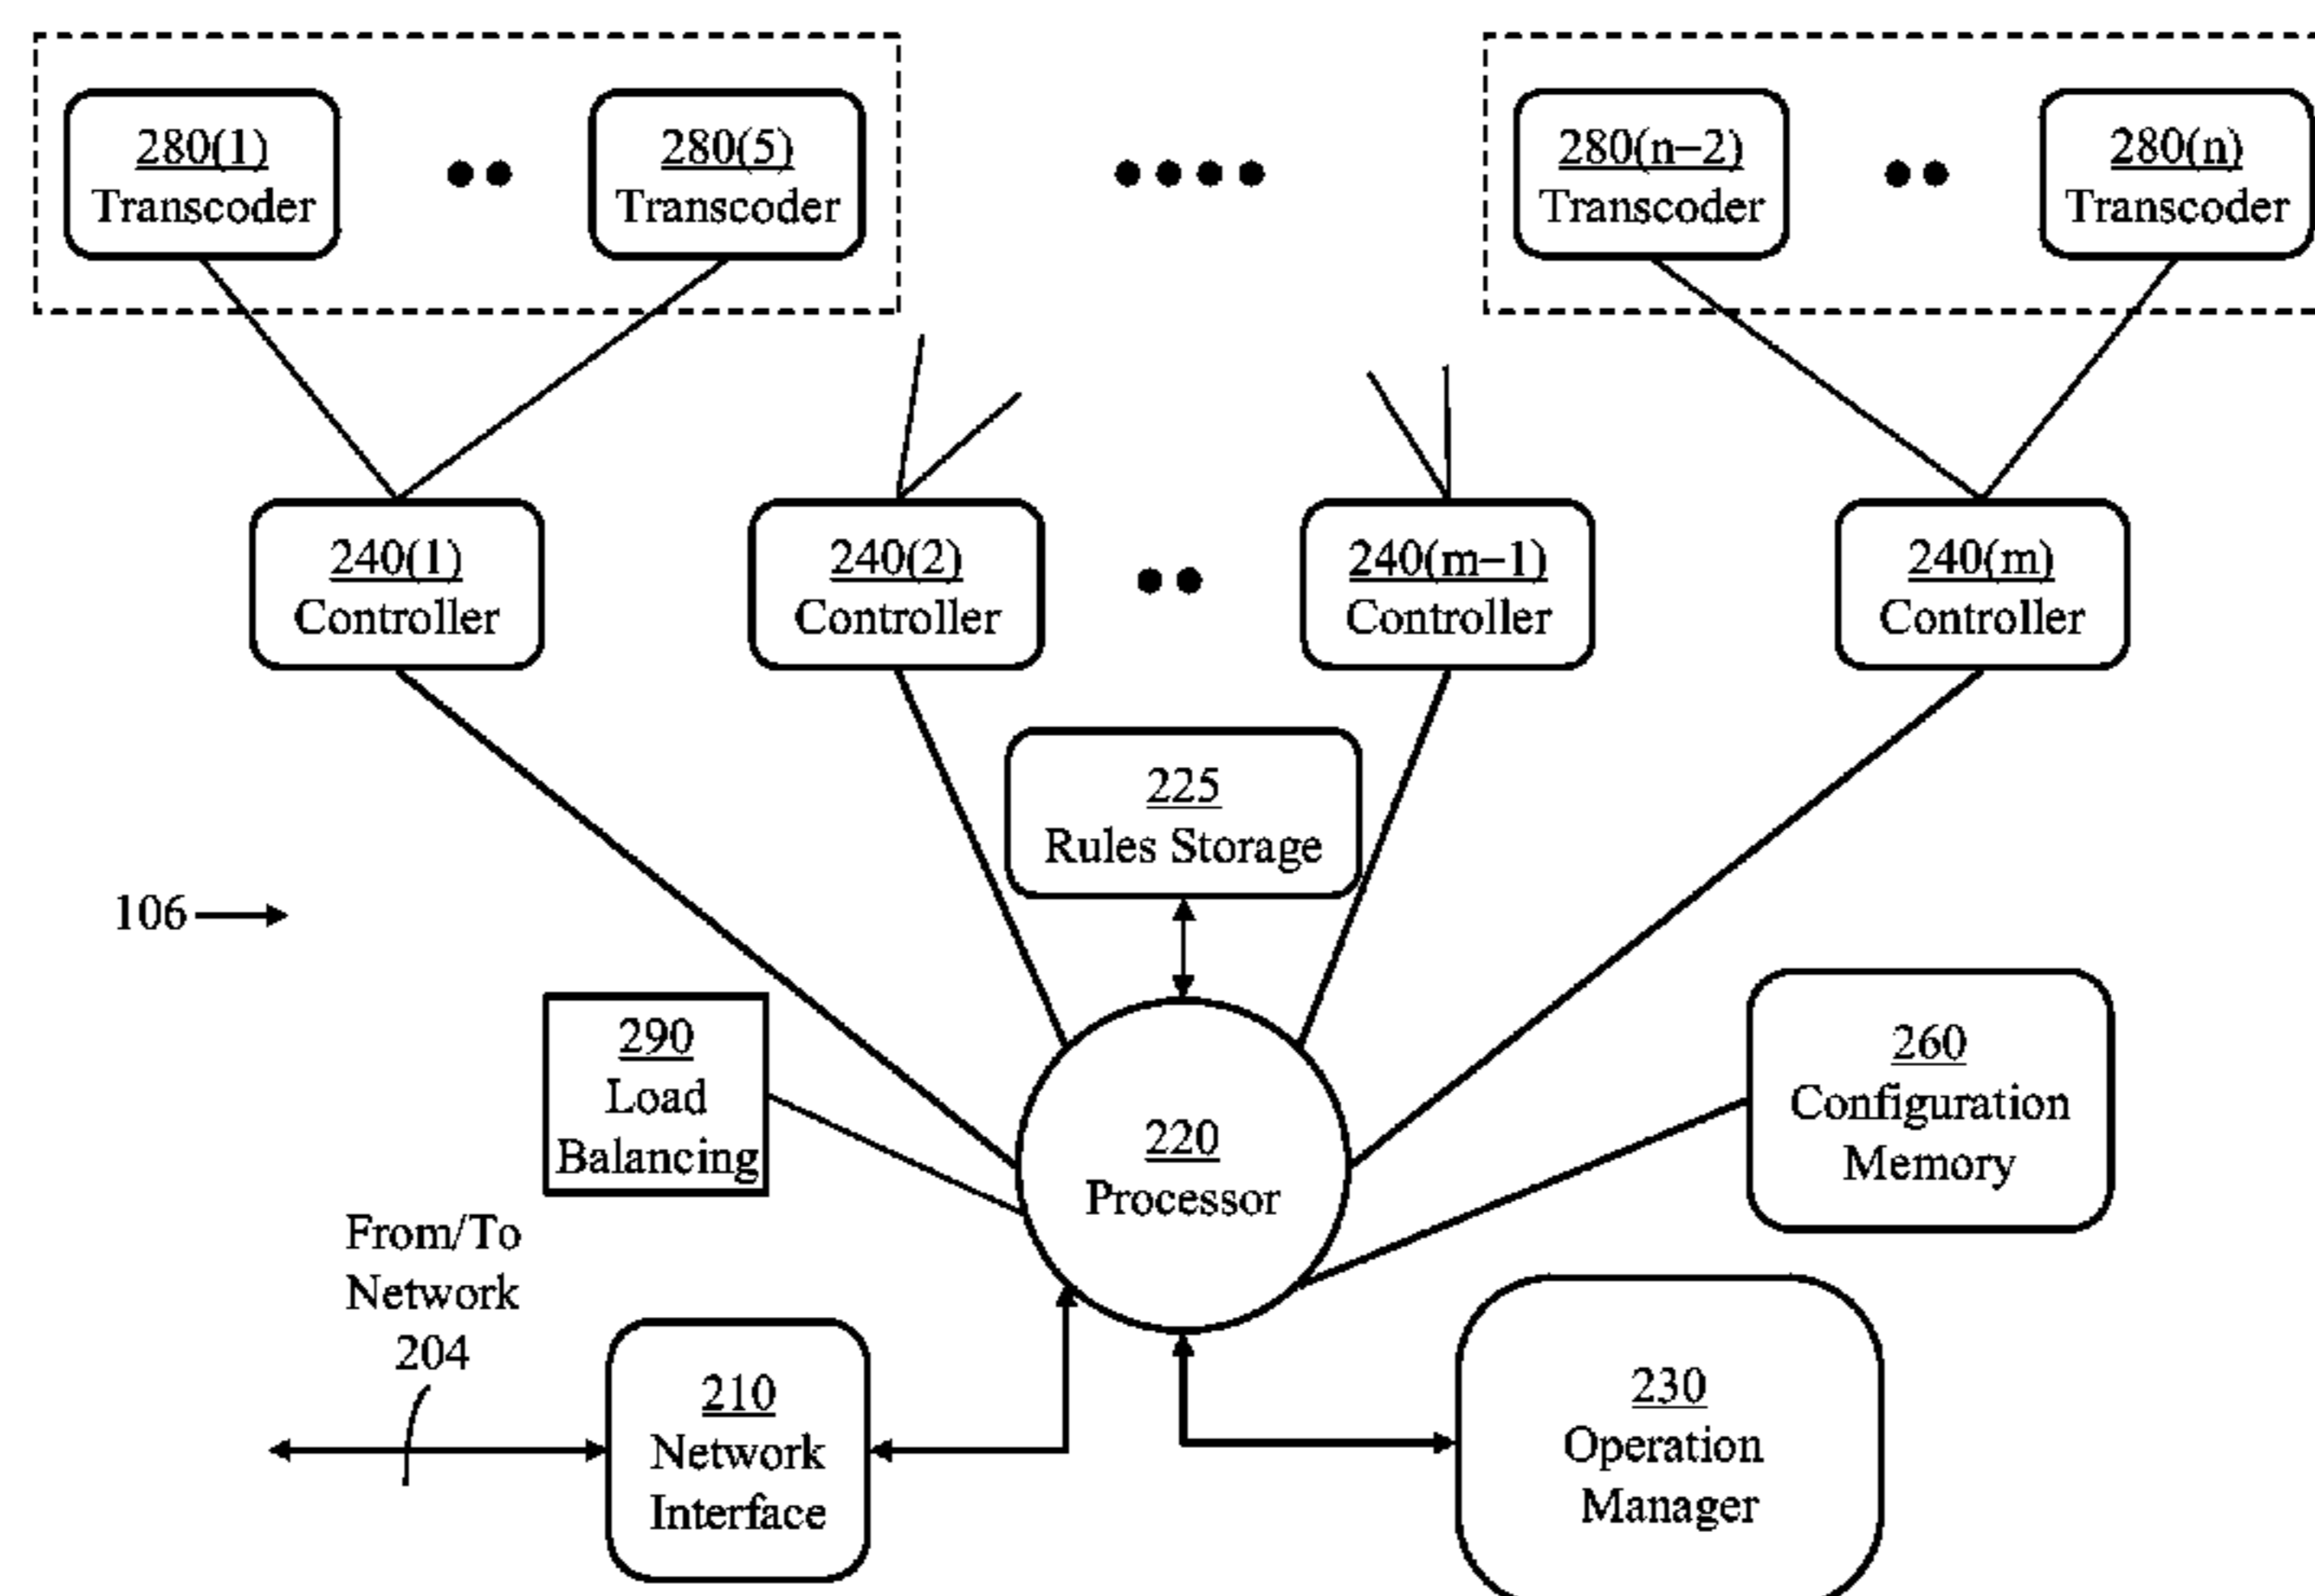 280(1)
Transcoder
280(5)
Transcoder
280(n−2)
Transcoder
280(n)
Transcoder
240(1)
Controller
240(2)
Controller
240(m−1)
Controller
240(m)
Controller
225
Rules Storage
106
290
Load
Balancing
220
Processor
260
Configuration
Memory
From/To
Network
204
210
Network
Interface
230
Operation
Manager